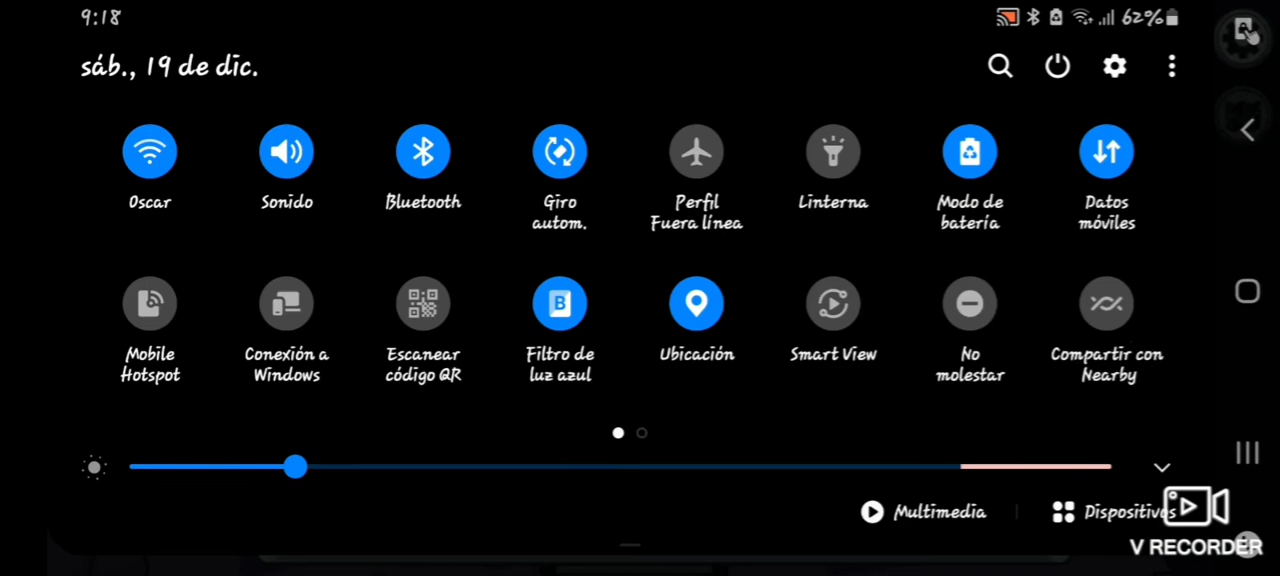 9:18
62%
sáb., 19 de dic.
Oscar
Sonido
Bluetooth
Giro
autom.
Perfil
Fuera línea
Linterna
Modo de
batería
Datos
móviles
Mobile
Hotspot
Conexión a
Windows
Escanear
código QR
Filtro de
luz azul
Ubicación
Smart View
No
molestar
Compartir con
Nearby
Multimedia
Dispositivos
V RECORDER